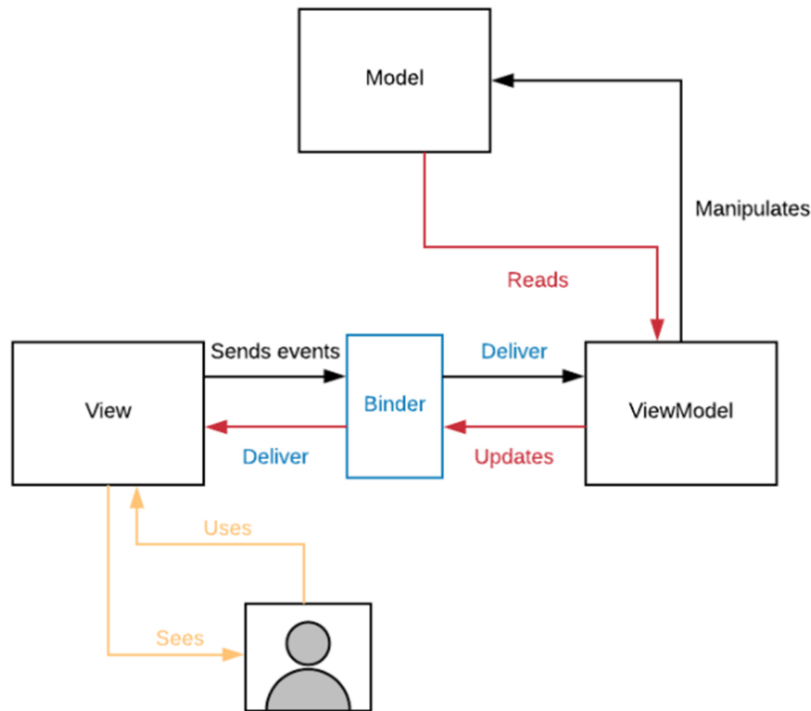 Model
Manipulates
Reads
Sends events
Deliver
View
Binder
ViewModel
Deliver
Updates
Uses
Sees